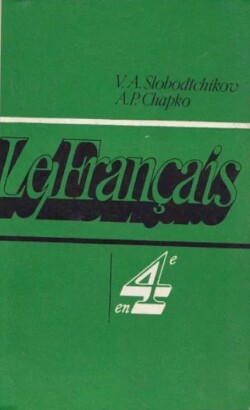 V. A. Slobodtchikov
A. P. Chapko
Le Français
en 4e